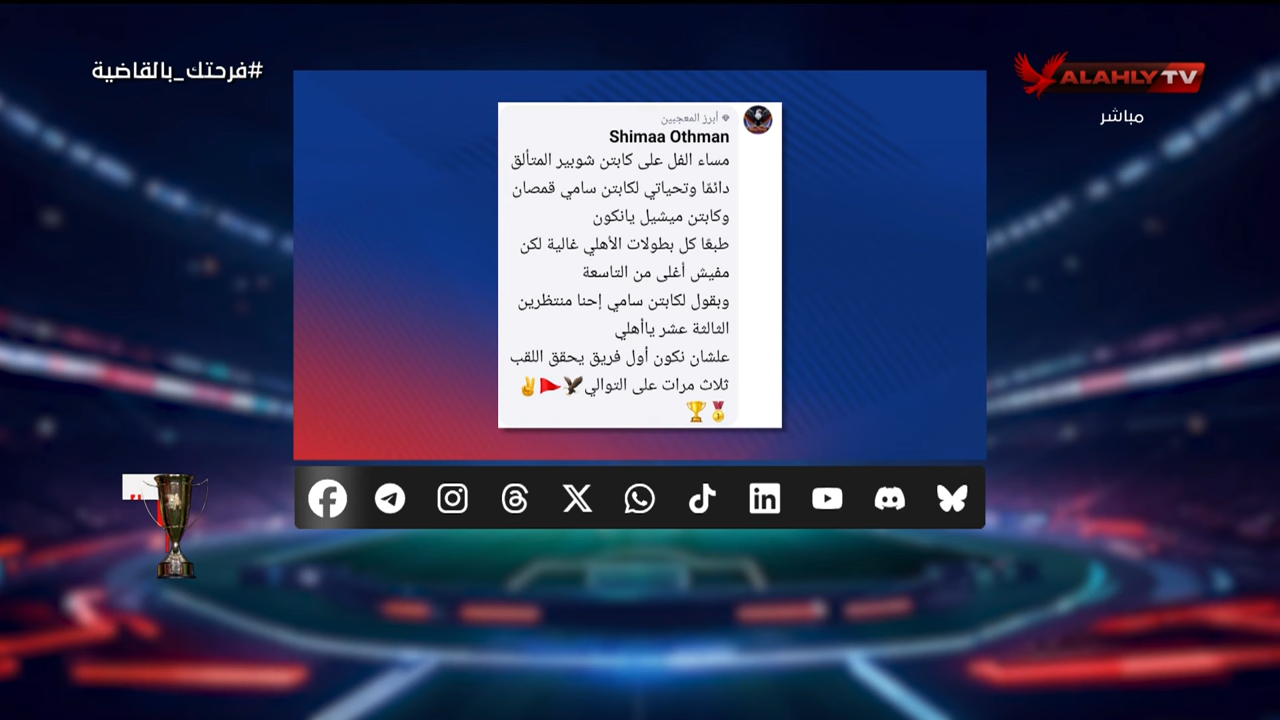 #فرحتك_بالقاضية
ALAHLY TV
مباشر
أبرز المعجبين
Shimaa Othman
مساء الفل على كابتن شوبير المتألق
دائمًا وتحياتي لكابتن سامي قمصان
وكابتن ميشيل يانكون
طبعًا كل بطولات الأهلي غالية لكن
مفيش أغلى من التاسعة
وبقول لكابتن سامي إحنا منتظرين
الثالثة عشر ياأهلي
علشان نكون أول فريق يحقق اللقب
ثلاث مرات على التوالي🦅🚩✌️
🏅🏆